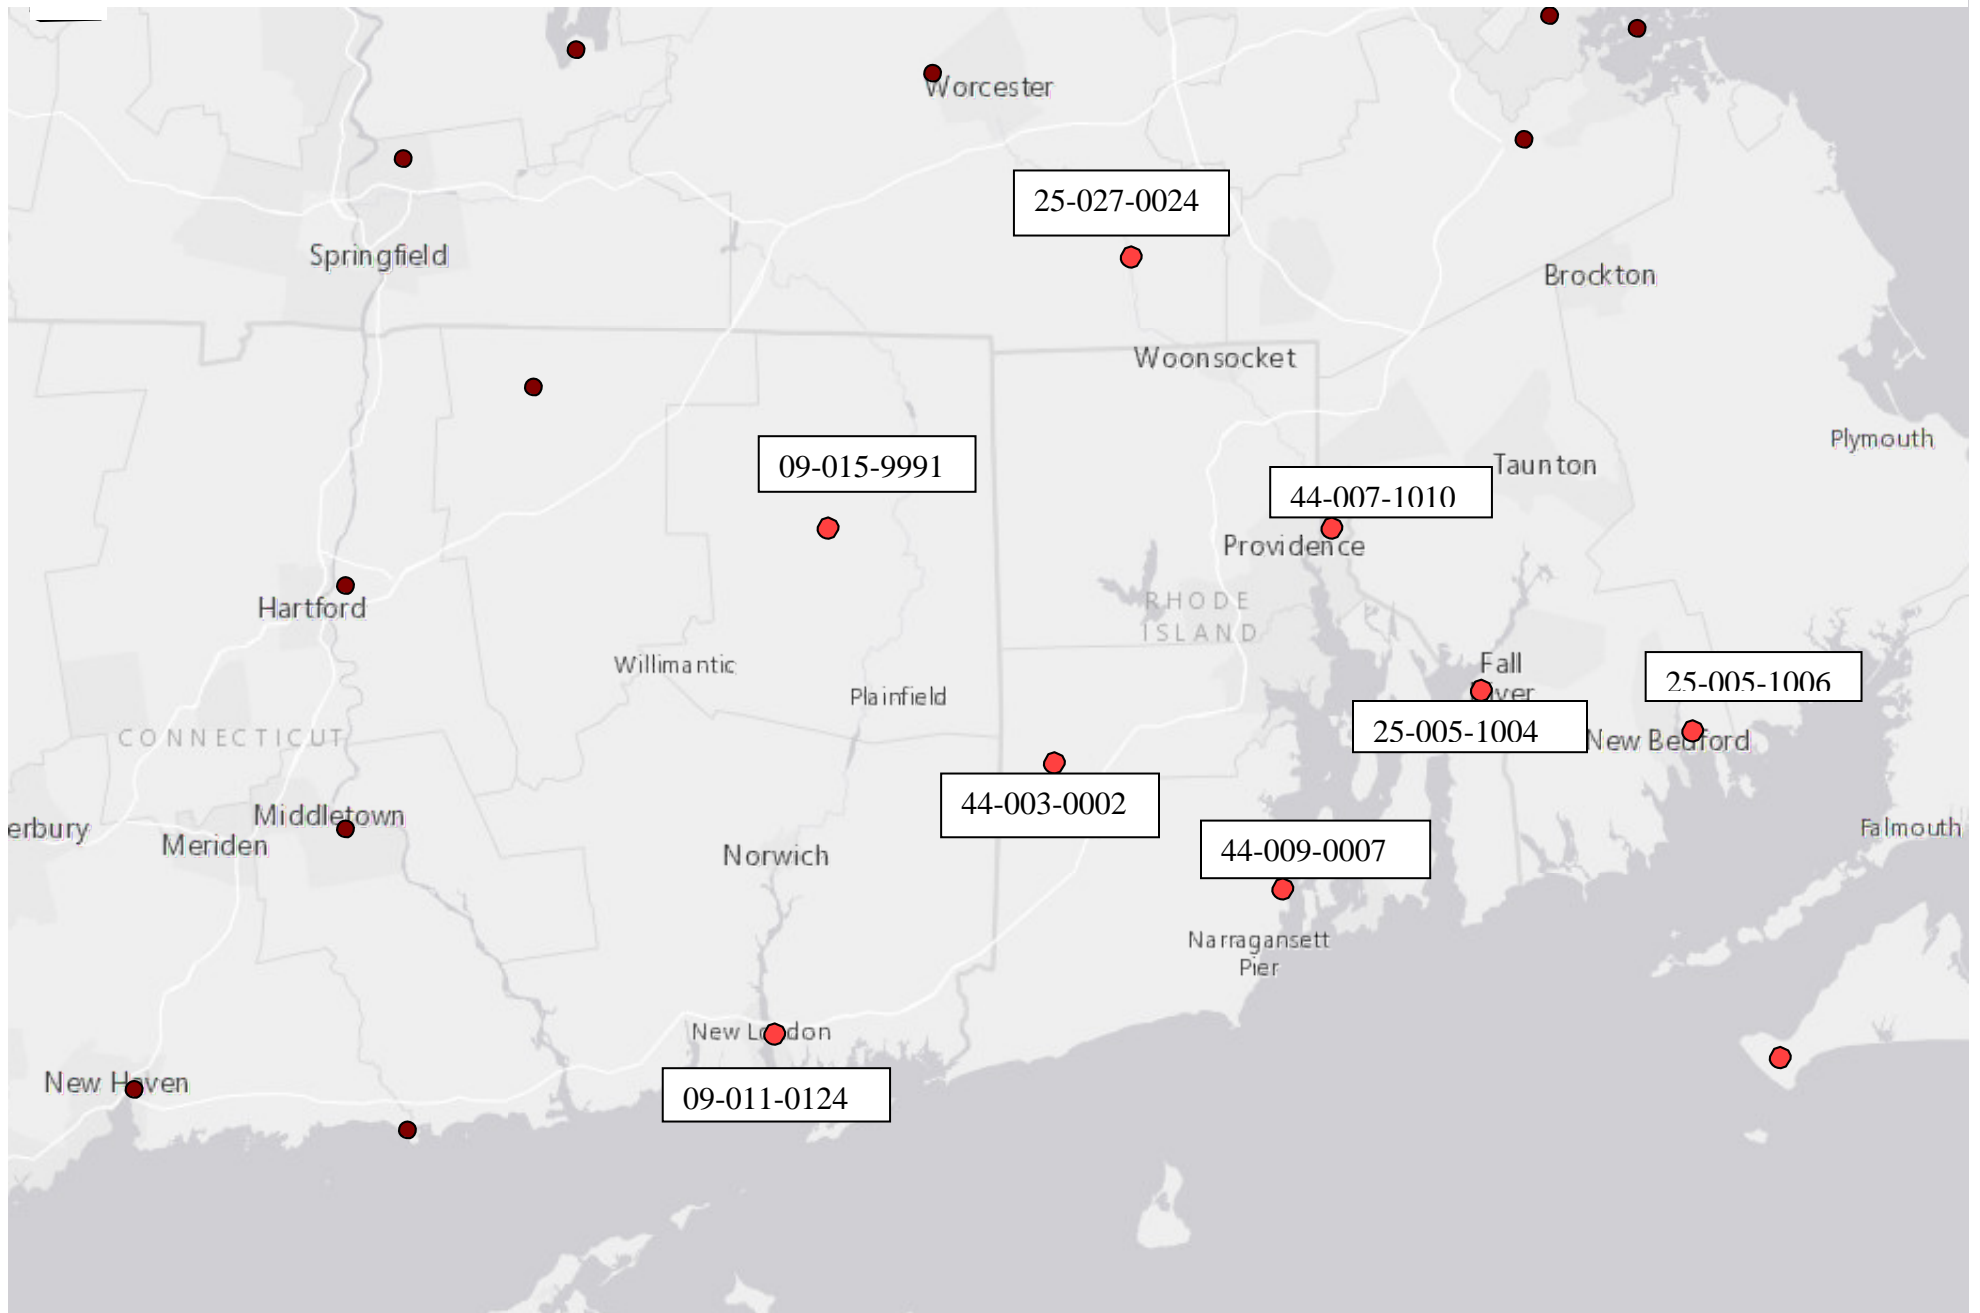 Worcester
25-027-0024
Springfield
Brockton
Woonsocket
Plymouth
09-015-9991
Taunton
44-007-1010
Providence
RHODE
ISLAND
Hartford
Willimantic
Plainfield
Fall
25-005-1006
25-005-1004
New Bedford
CONNECTICUT
44-003-0002
Middletown
erbury
Meriden
Norwich
44-009-0007
Falmouth
Narragansett
Pier
New London
New Haven
09-011-0124